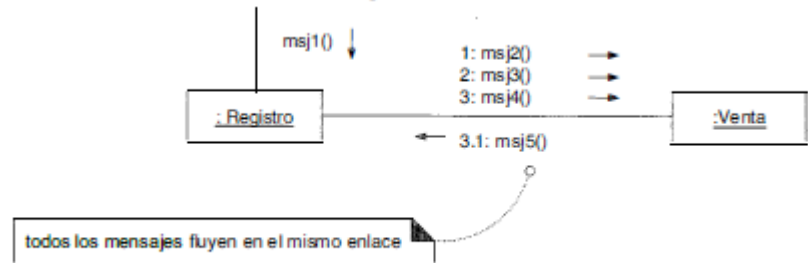 msj1()
1: msj2()
2: msj3()
3: msj4()
: Registro
:Venta
3.1: msj5()
todos los mensajes fluyen en el mismo enlace